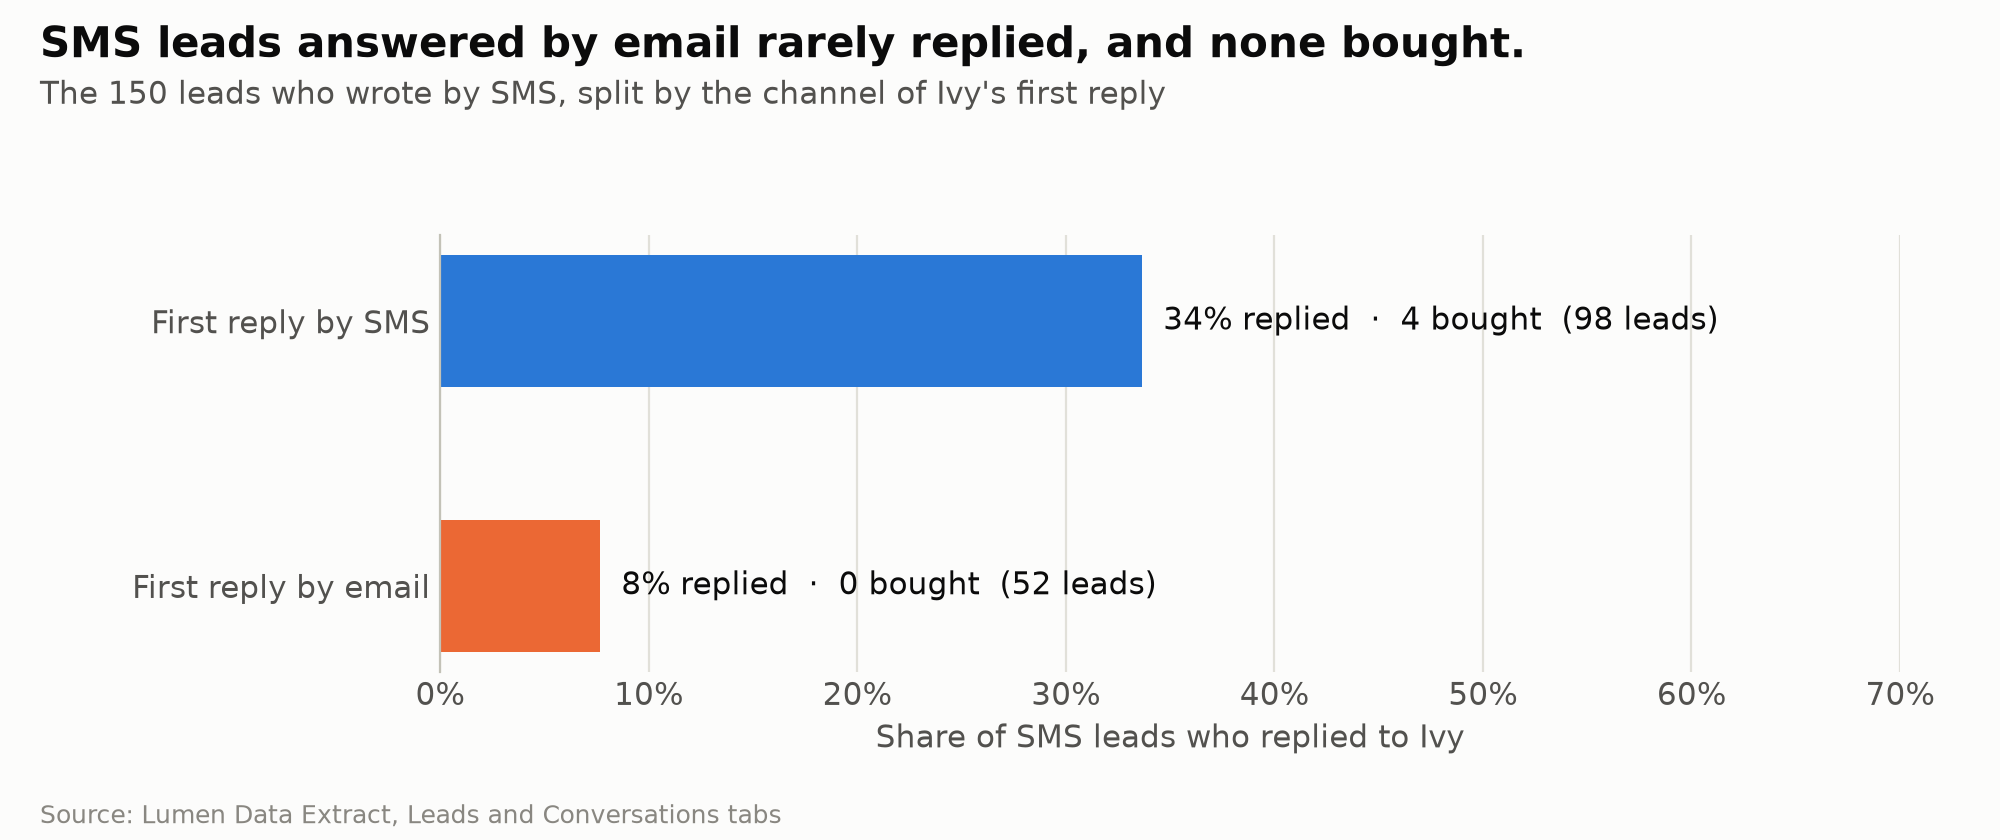 SMS leads answered by email rarely replied, and none bought.
The 150 leads who wrote by SMS, split by the channel of Ivy's first reply
First reply by SMS
34% replied · 4 bought (98 leads)
First reply by email
8% replied · 0 bought (52 leads)
0% 10% 20% 30% 40% 50% 60% 70%
Share of SMS leads who replied to Ivy
Source: Lumen Data Extract, Leads and Conversations tabs